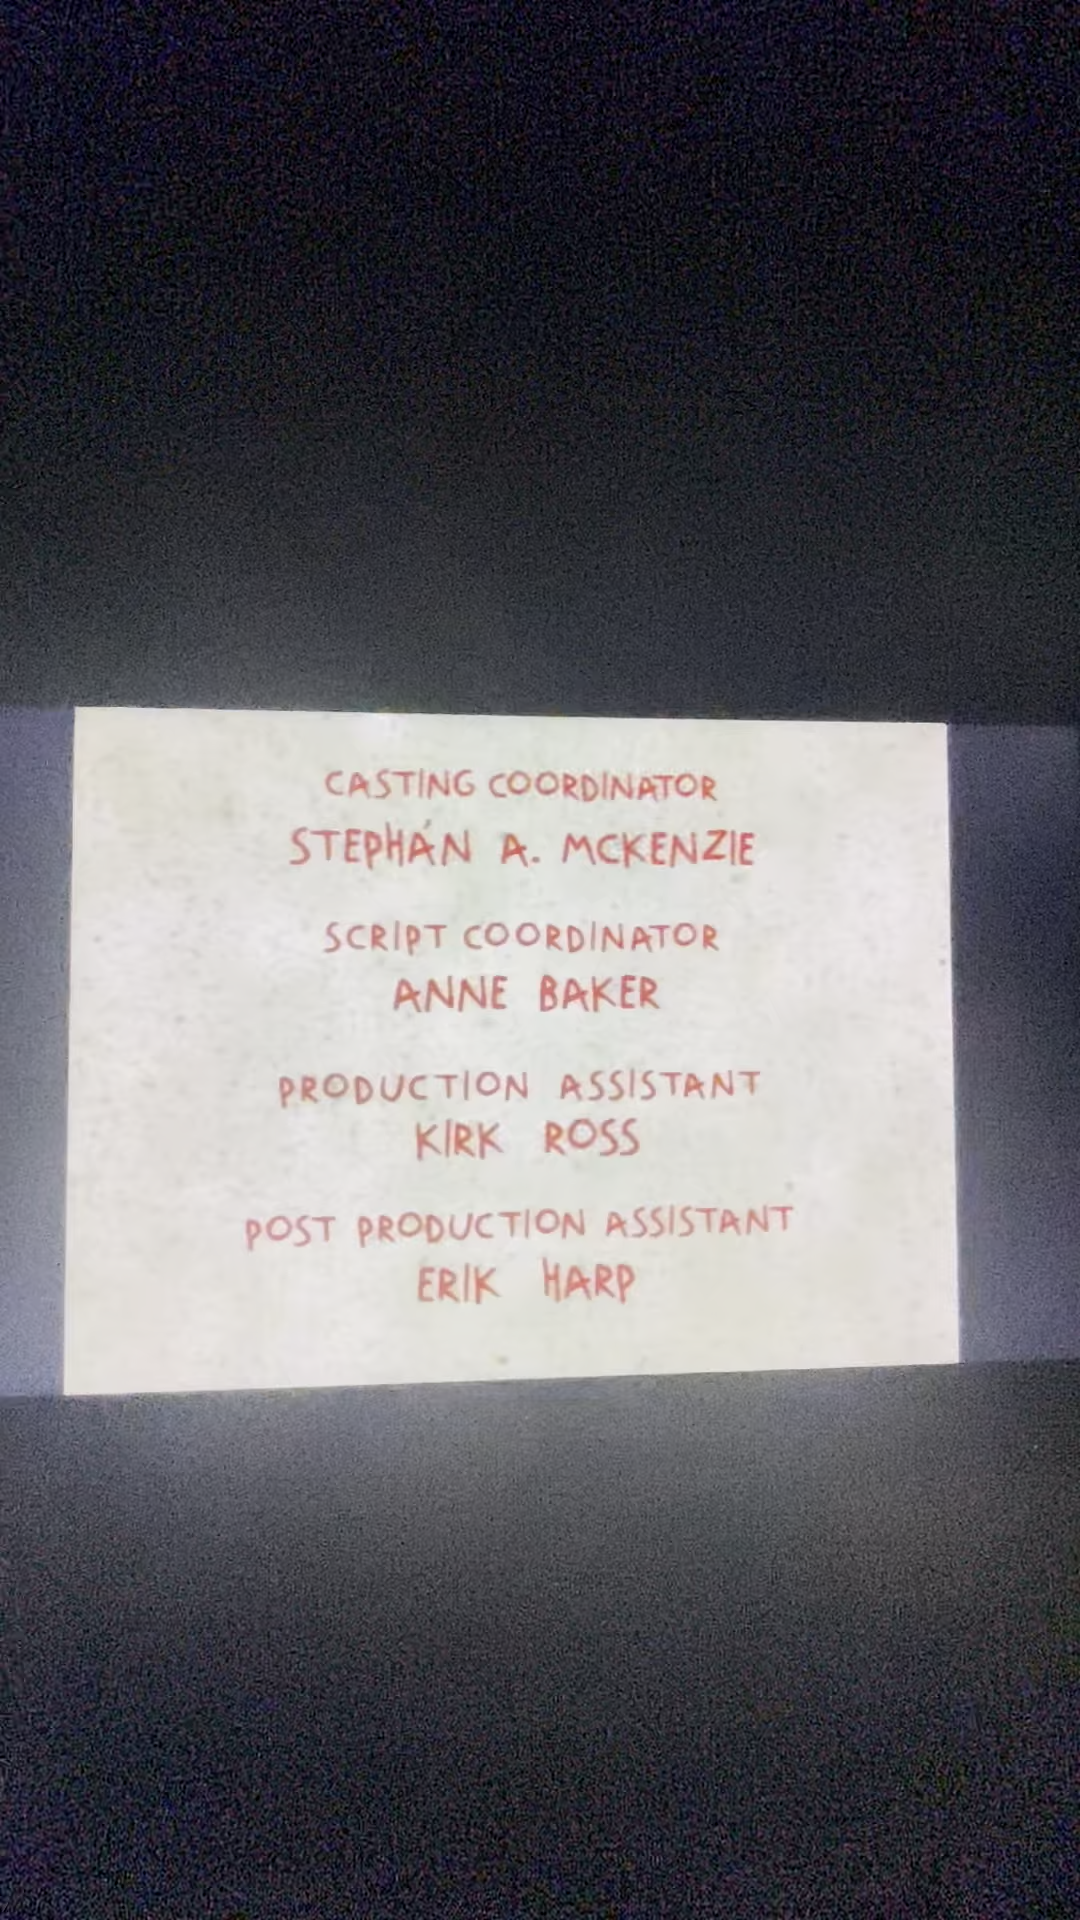 CASTING COORDINATOR
STEPHÁN A. MCKENZIE
SCRIPT COORDINATOR
ANNE BAKER
PRODUCTION ASSISTANT
KIRK ROSS
POST PRODUCTION ASSISTANT
ERIK HARP